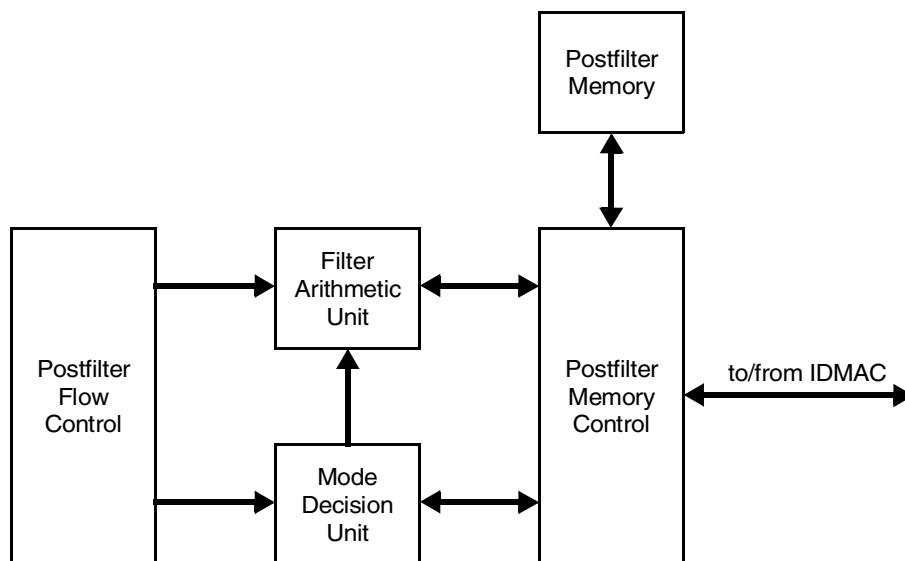 Postfilter
Memory
Filter
Arithmetic
Unit
Postfilter
Flow
Control
Postfilter
Memory
Control
to/from IDMAC
Mode
Decision
Unit